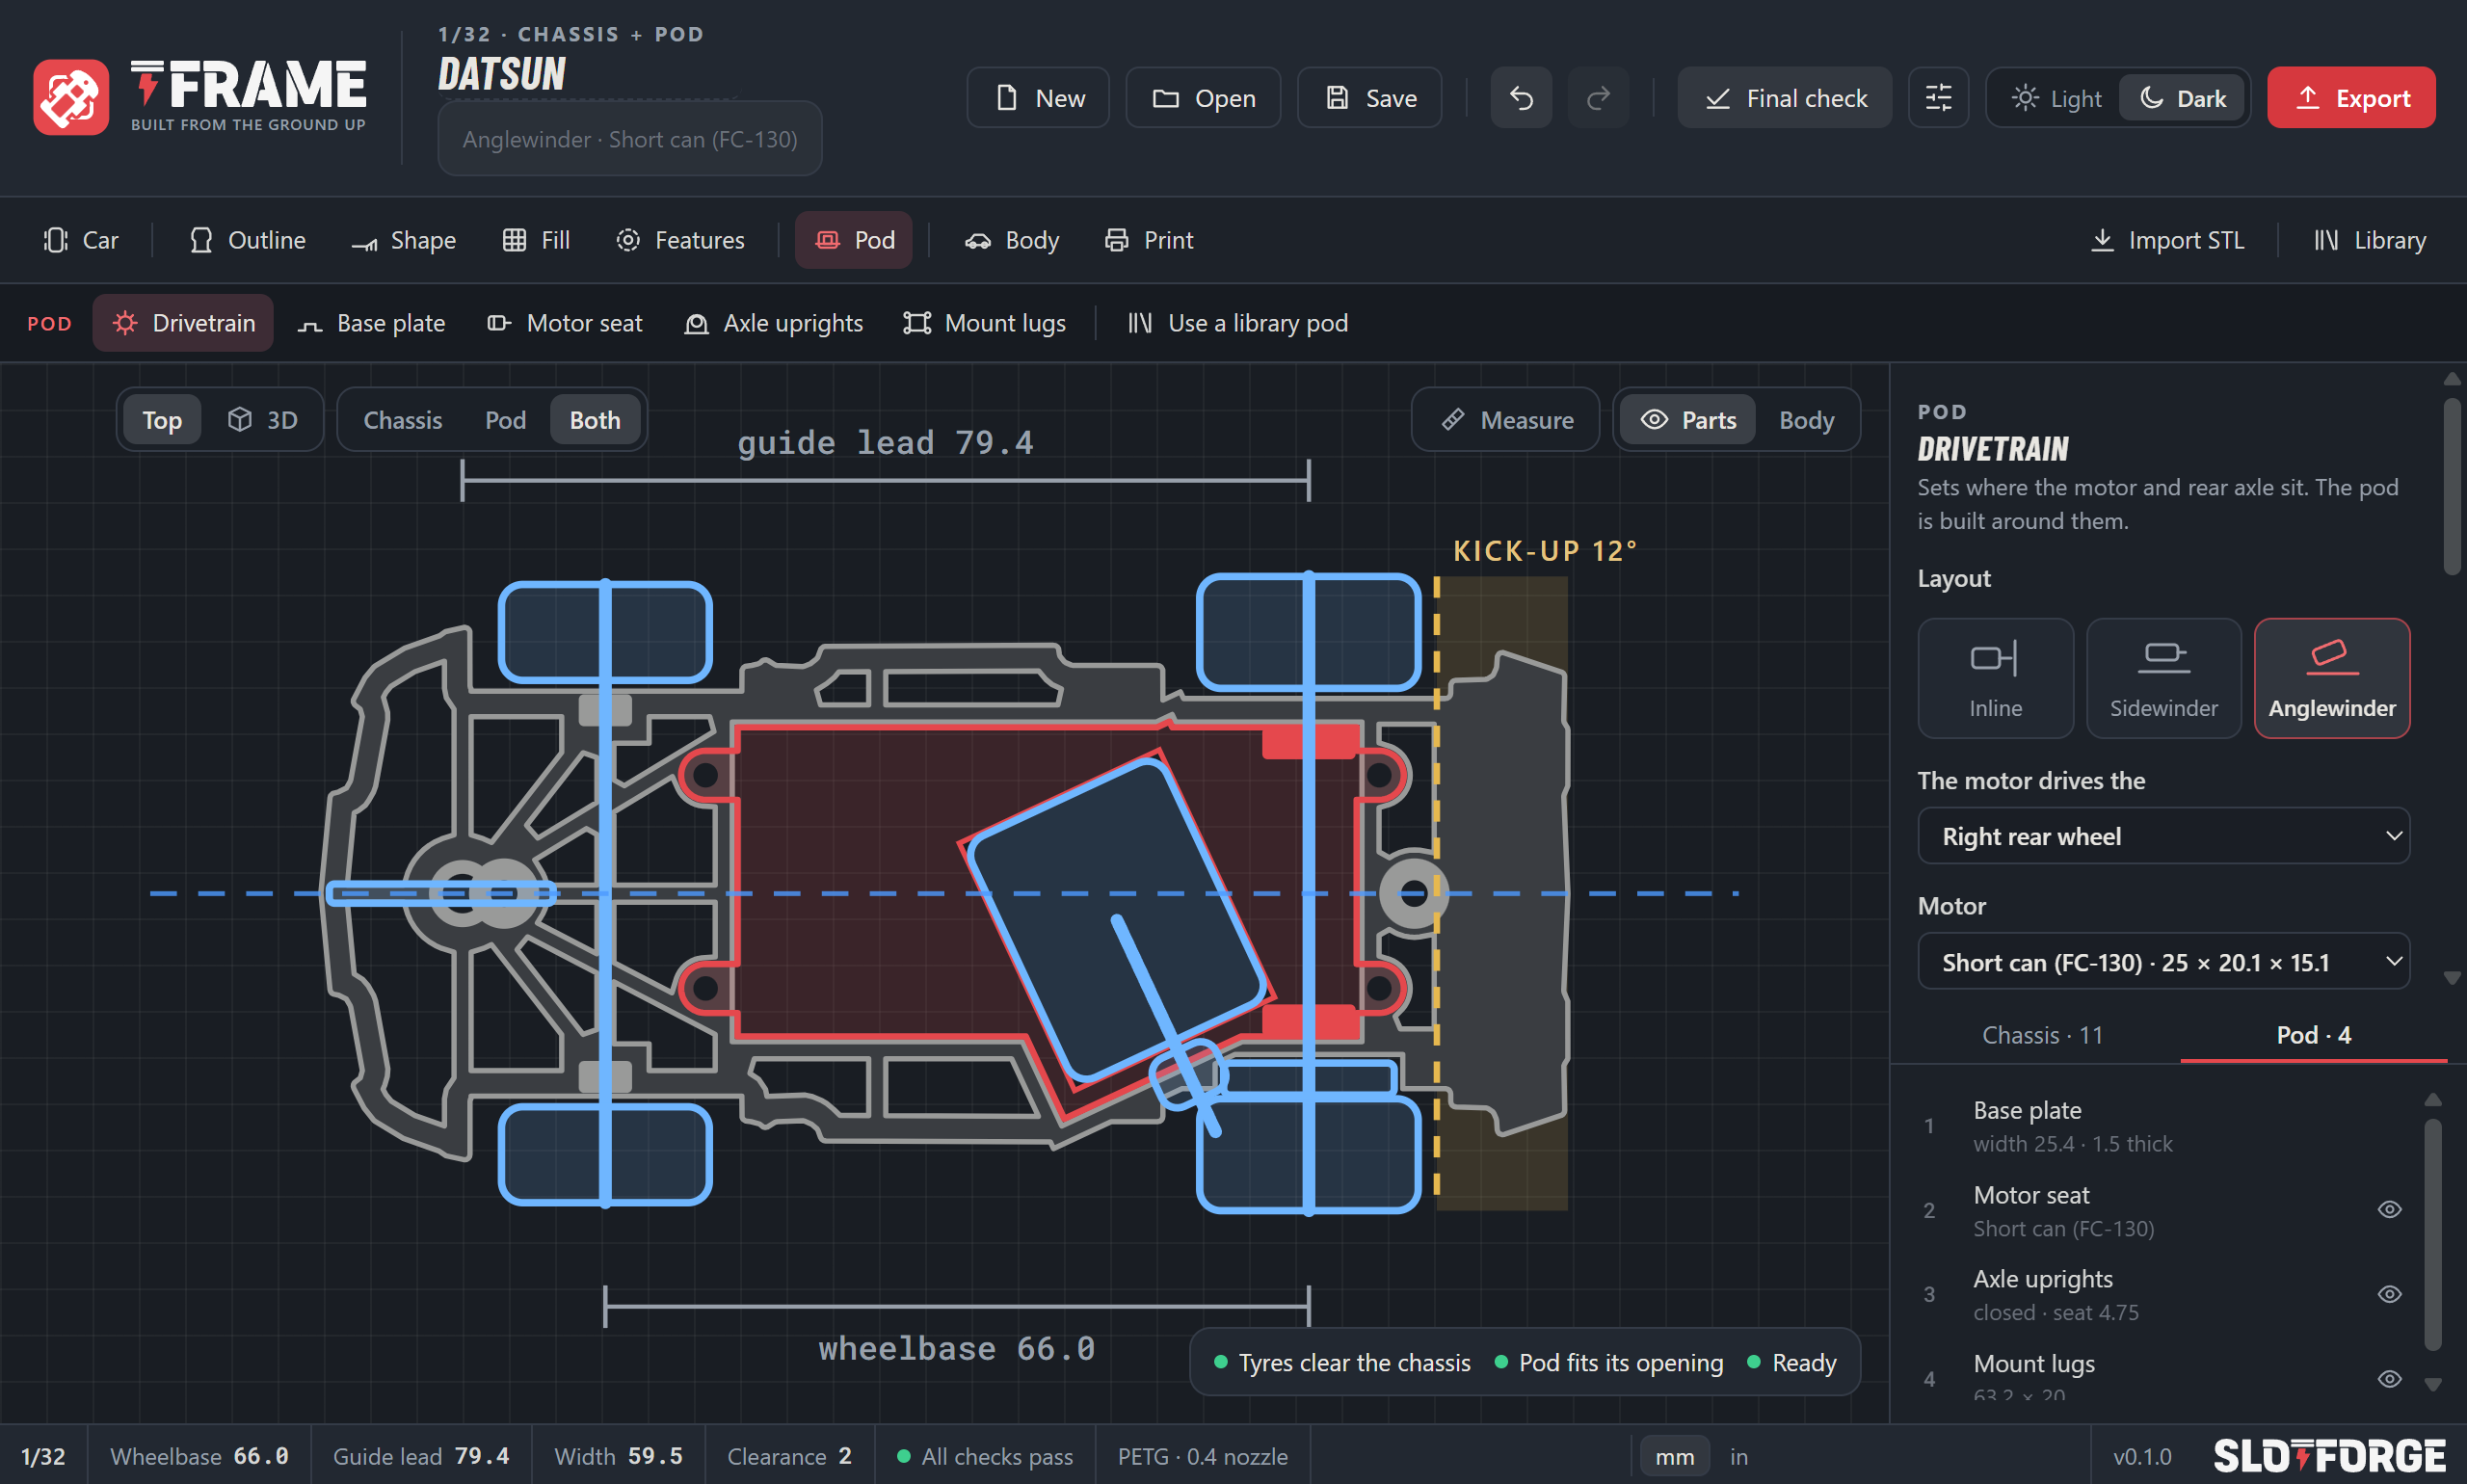 FRAME
BUILT FROM THE GROUND UP
1/32 · CHASSIS + POD
DATSUN
Anglewinder · Short can (FC-130)
New
Open
Save
Final check
Light
Dark
Export
Car
Outline
Shape
Fill
Features
Pod
Body
Print
Import STL
Library
POD
Drivetrain
Base plate
Motor seat
Axle uprights
Mount lugs
Use a library pod
Top
3D
Chassis
Pod
Both
Measure
Parts
Body
guide lead 79.4
KICK-UP 12°
wheelbase 66.0
Tyres clear the chassis
Pod fits its opening
Ready
POD
DRIVETRAIN
Sets where the motor and rear axle sit. The pod
is built around them.
Layout
Inline
Sidewinder
Anglewinder
The motor drives the
Right rear wheel
Motor
Short can (FC-130) · 25 × 20.1 × 15.1
Chassis · 11
Pod · 4
1
Base plate
width 25.4 · 1.5 thick
2
Motor seat
Short can (FC-130)
3
Axle uprights
closed · seat 4.75
4
Mount lugs
63.2 × 20
1/32
Wheelbase 66.0
Guide lead 79.4
Width 59.5
Clearance 2
All checks pass
PETG · 0.4 nozzle
mm
in
v0.1.0
SLOTFORGE